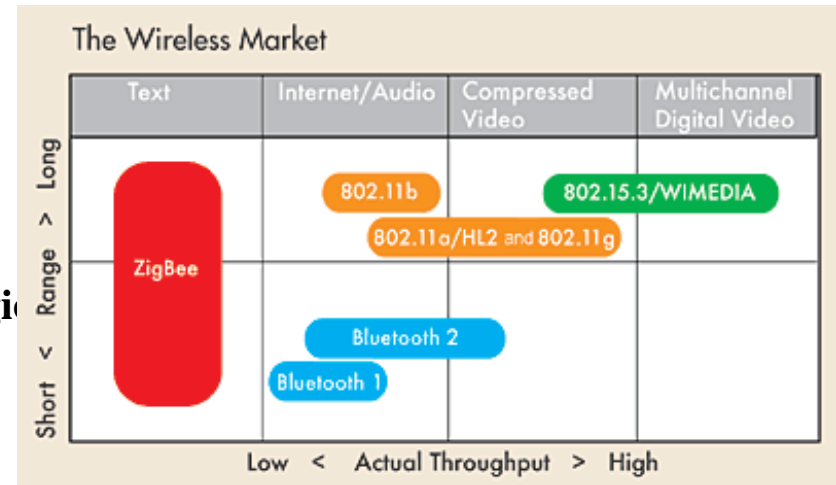 The Wireless Market
Text
Internet/Audio
Compressed
Video
Multichannel
Digital Video
Short < Range > Long
802.11b
802.15.3/WIMEDIA
802.11a/HL2 and 802.11g
ZigBee
Bluetooth 2
Bluetooth 1
Low < Actual Throughput > High